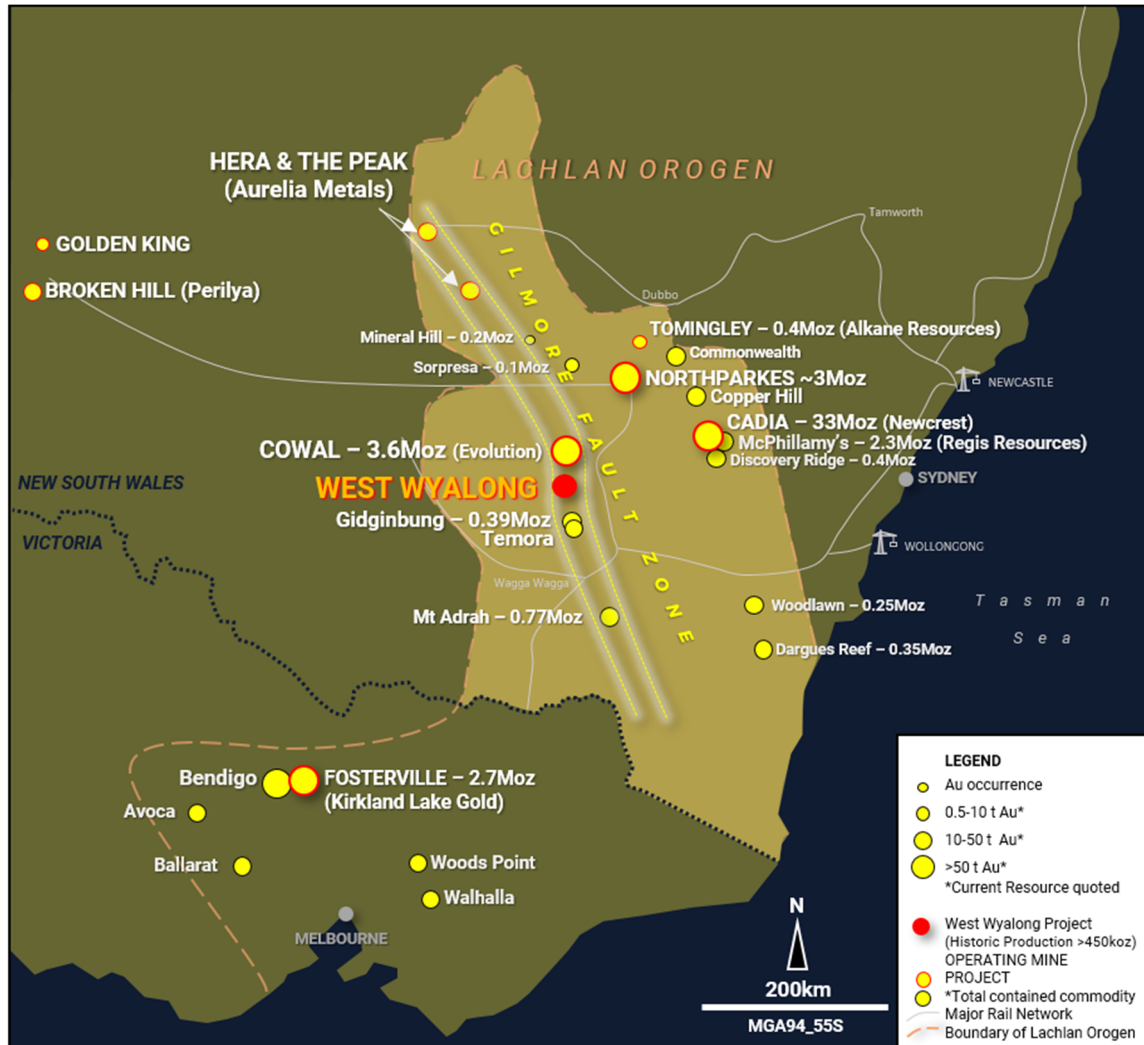 HERA & THE PEAK
(Aurelia Metals)
LACHLAN OROGEN
Tamworth
GOLDEN KING
BROKEN HILL (Perilya)
GILMORE FAULT ZONE
Dubbo
Mineral Hill – 0.2Moz
TOMINGLEY – 0.4Moz (Alkane Resources)
Commonwealth
Sorpresa – 0.1Moz
NORTHPARKES ~3Moz
NEWCASTLE
Copper Hill
CADIA – 33Moz (Newcrest)
McPhillamy's – 2.3Moz (Regis Resources)
COWAL – 3.6Moz (Evolution)
Discovery Ridge – 0.4Moz
NEW SOUTH WALES
WEST WYALONG
SYDNEY
Gidginbung – 0.39Moz
Temora
VICTORIA
WOLLONGONG
Wagga Wagga
Mt Adrah – 0.77Moz
Woodlawn – 0.25Moz
Tasman
Sea
Dargues Reef – 0.35Moz
Bendigo
FOSTERVILLE – 2.7Moz
(Kirkland Lake Gold)
Avoca
Ballarat
Woods Point
Walhalla
MELBOURNE
N
200km
MGA94_55S
LEGEND
Au occurrence
0.5-10 t Au*
10-50 t Au*
>50 t Au*
*Current Resource quoted
West Wyalong Project
(Historic Production >450koz)
OPERATING MINE
PROJECT
*Total contained commodity
Major Rail Network
Boundary of Lachlan Orogen